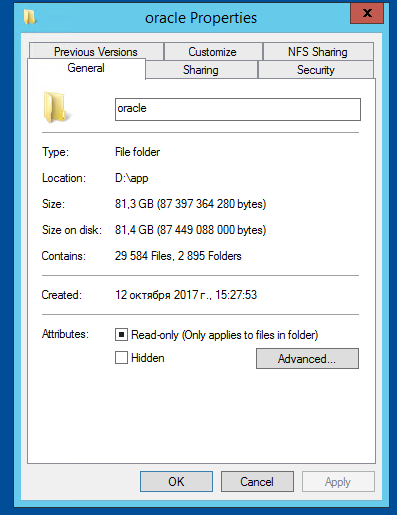 oracle Properties
x
Previous Versions
Customize
NFS Sharing
General
Sharing
Security
oracle
Type: File folder
Location: D:\app
Size: 81,3 GB (87 397 364 280 bytes)
Size on disk: 81,4 GB (87 449 088 000 bytes)
Contains: 29 584 Files, 2 895 Folders
Created: 12 октября 2017 г., 15:27:53
Attributes: Read-only (Only applies to files in folder)
Hidden
Advanced...
OK
Cancel
Apply